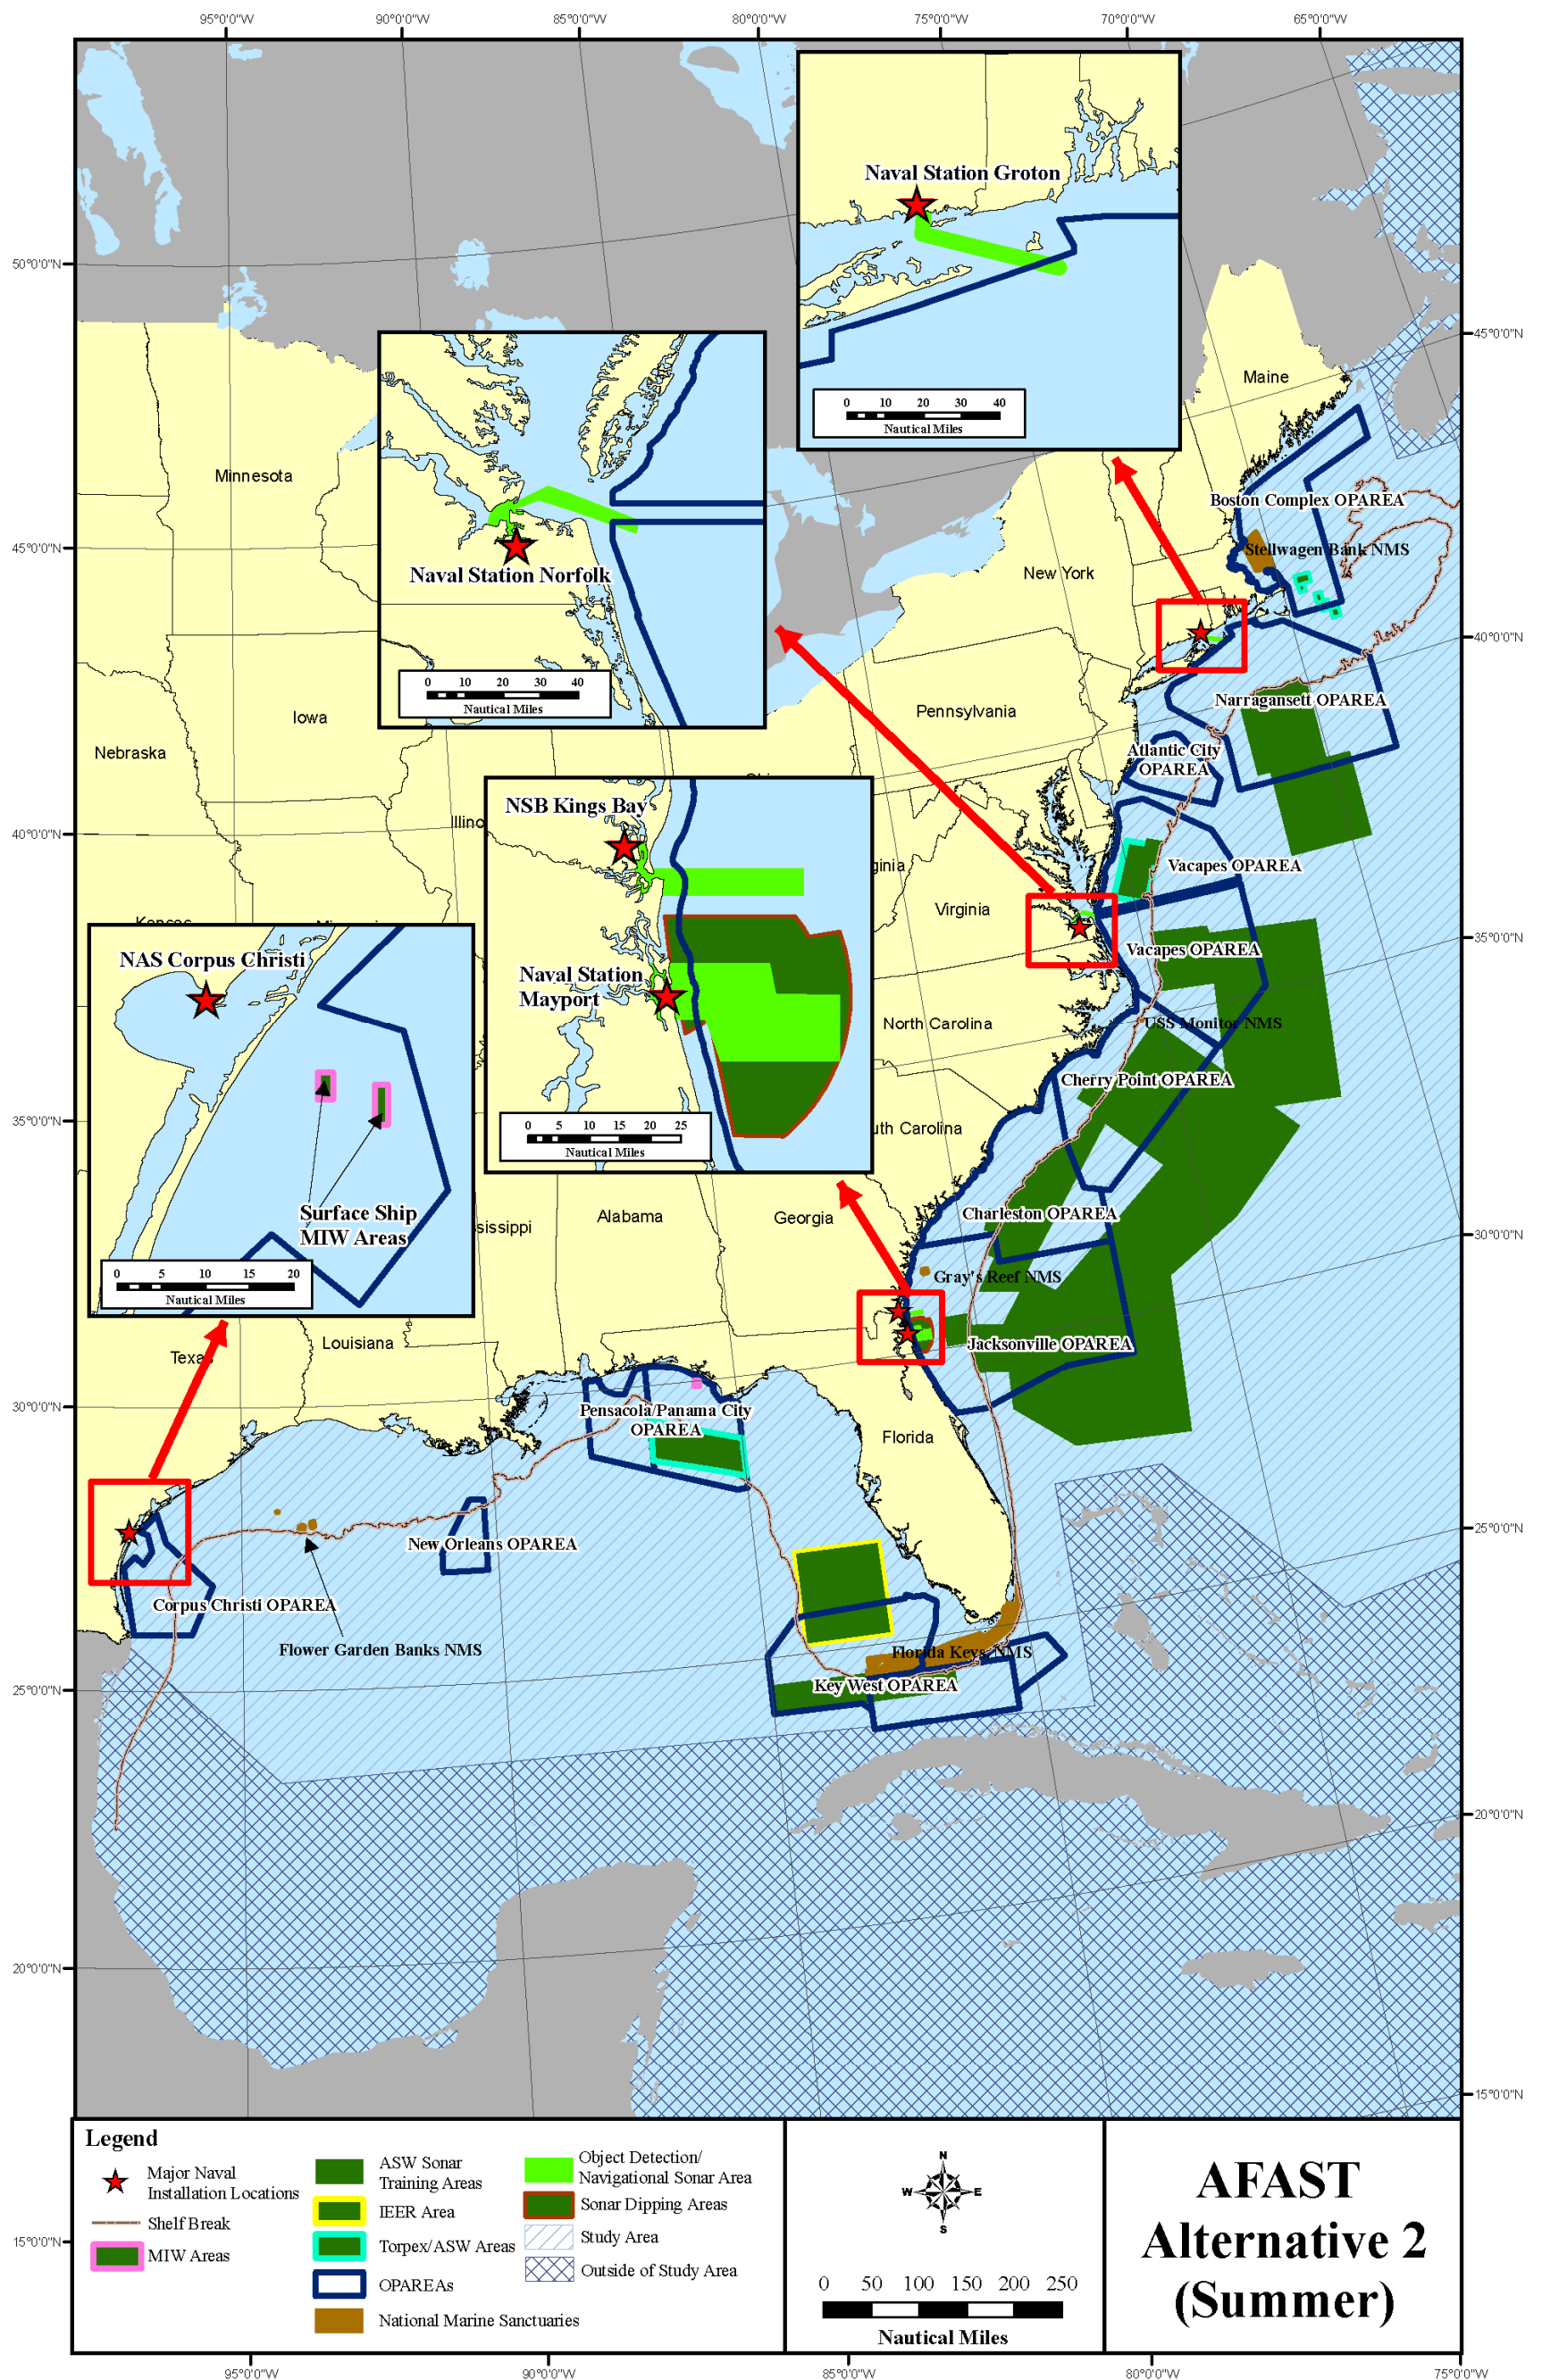 95°0'0"W 90°0'0"W 85°0'0"W 80°0'0"W 75°0'0"W 70°0'0"W 65°0'0"W
Naval Station Groton
0 10 20 30 40
Nautical Miles
50°0'0"N
45°0'0"N
Maine
Minnesota
Boston Complex OPAREA
Stellwagen Bank NMS
45°0'0"N
Naval Station Norfolk
New York
40°0'0"N
0 10 20 30 40
Nautical Miles
Iowa
Pennsylvania
Narragansett OPAREA
Nebraska
Atlantic City
OPAREA
NSB Kings Bay
40°0'0"N
Illino
ginia
Vacapes OPAREA
Virginia
35°0'0"N
Vacapes OPAREA
Kansas
NAS Corpus Christi
Naval Station
Mayport
North Carolina
USS Monitor NMS
Cherry Point OPAREA
35°0'0"N
0 5 10 15 20 25
Nautical Miles
uth Carolina
Surface Ship
MIW Areas
sissippi
Alabama
Georgia
Charleston OPAREA
30°0'0"N
0 5 10 15 20
Nautical Miles
Gray's Reef NMS
Texas
Louisiana
Jacksonville OPAREA
30°0'0"N
Pensacola/Panama City
OPAREA
Florida
25°0'0"N
New Orleans OPAREA
Corpus Christi OPAREA
Flower Garden Banks NMS
Florida Keys NMS
Key West OPAREA
25°0'0"N
20°0'0"N
20°0'0"N
15°0'0"N
Legend
Major Naval
Installation Locations
Shelf Break
MIW Areas
ASW Sonar
Training Areas
IEER Area
Torpex/ASW Areas
OPAREAs
National Marine Sanctuaries
Object Detection/
Navigational Sonar Area
Sonar Dipping Areas
Study Area
Outside of Study Area
N
W E
S
0 50 100 150 200 250
Nautical Miles
AFAST
Alternative 2
(Summer)
15°0'0"N
95°0'0"W 90°0'0"W 85°0'0"W 80°0'0"W 75°0'0"W